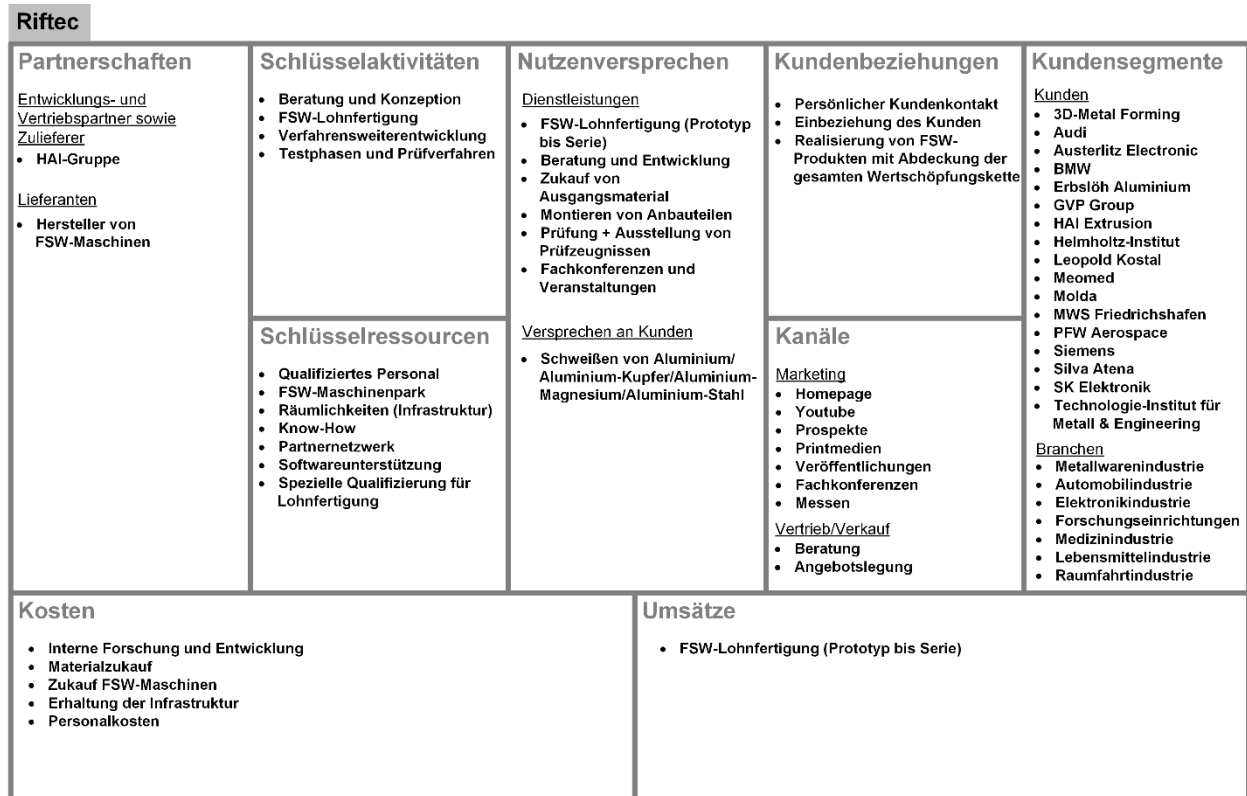 Riftec
Partnerschaften
Entwicklungs- und
Vertriebspartner sowie
Zulieferer
• HAI-Gruppe
Lieferanten
• Hersteller von
FSW-Maschinen
Schlüsselaktivitäten
• Beratung und Konzeption
• FSW-Lohnfertigung
• Verfahrensweiterentwicklung
• Testphasen und Prüfverfahren
Schlüsselressourcen
• Qualifiziertes Personal
• FSW-Maschinenpark
• Räumlichkeiten (Infrastruktur)
• Know-How
• Partnernetzwerk
• Softwareunterstützung
• Spezielle Qualifizierung für
Lohnfertigung
Nutzenversprechen
Dienstleistungen
• FSW-Lohnfertigung (Prototyp
bis Serie)
• Beratung und Entwicklung
• Zukauf von
Ausgangsmaterial
• Montieren von Anbauteilen
• Prüfung + Ausstellung von
Prüfzeugnissen
• Fachkonferenzen und
Veranstaltungen
Versprechen an Kunden
• Schweißen von Aluminium/
Aluminium-Kupfer/Aluminium-
Magnesium/Aluminium-Stahl
Kundenbeziehungen
• Persönlicher Kundenkontakt
• Einbeziehung des Kunden
• Realisierung von FSW-
Produkten mit Abdeckung der
gesamten Wertschöpfungskette
Kanäle
Marketing
• Homepage
• Youtube
• Prospekte
• Printmedien
• Veröffentlichungen
• Fachkonferenzen
• Messen
Vertrieb/Verkauf
• Beratung
• Angebotslegung
Kundensegmente
Kunden
• 3D-Metal Forming
• Audi
• Austerlitz Electronic
• BMW
• Erbslöh Aluminium
• GVP Group
• HAI Extrusion
• Helmholtz-Institut
• Leopold Kostal
• Meomed
• Molda
• MWS Friedrichshafen
• PFW Aerospace
• Siemens
• Silva Atena
• SK Elektronik
• Technologie-Institut für
Metall & Engineering
Branchen
• Metallwarenindustrie
• Automobilindustrie
• Elektronikindustrie
• Forschungseinrichtungen
• Medizinindustrie
• Lebensmittelindustrie
• Raumfahrtindustrie
Kosten
• Interne Forschung und Entwicklung
• Materialzukauf
• Zukauf FSW-Maschinen
• Erhaltung der Infrastruktur
• Personalkosten
Umsätze
• FSW-Lohnfertigung (Prototyp bis Serie)